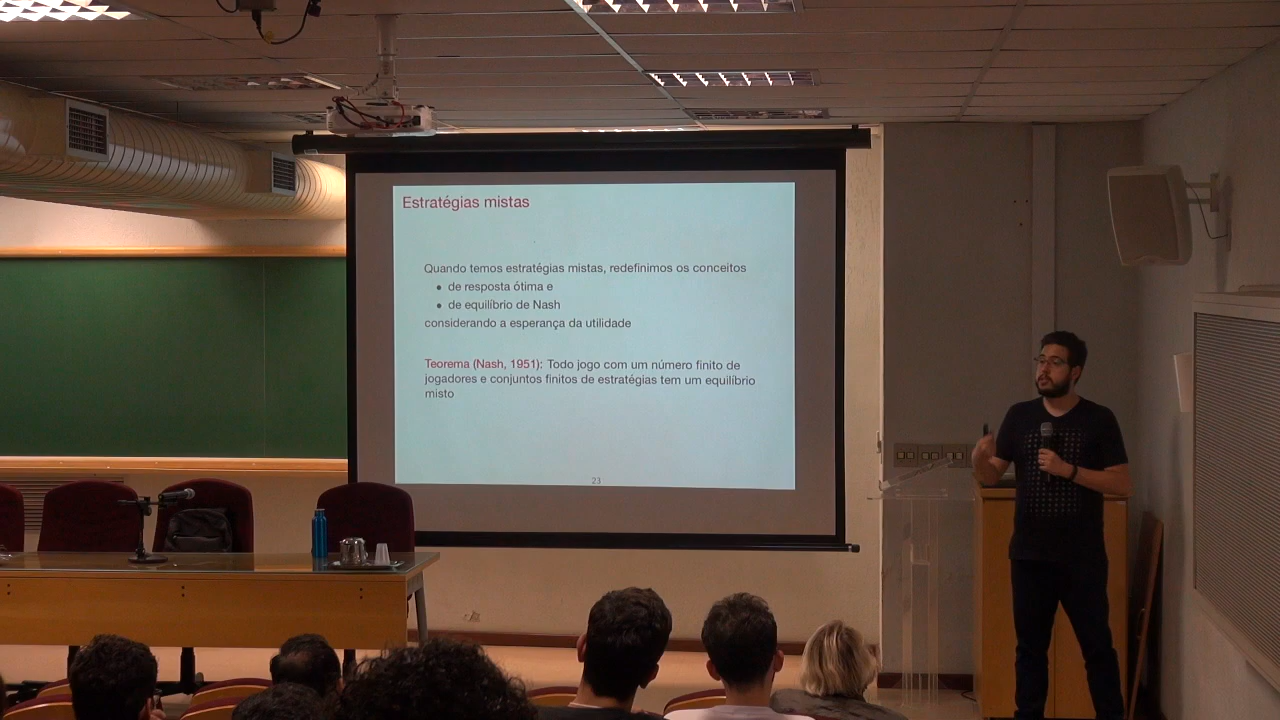 Estratégias mistas
Quando temos estratégias mistas, redefinimos os conceitos
• de resposta ótima e
• de equilíbrio de Nash
considerando a esperança da utilidade
Teorema (Nash, 1951): Todo jogo com um número finito de
jogadores e conjuntos finitos de estratégias tem um equilíbrio
misto
23